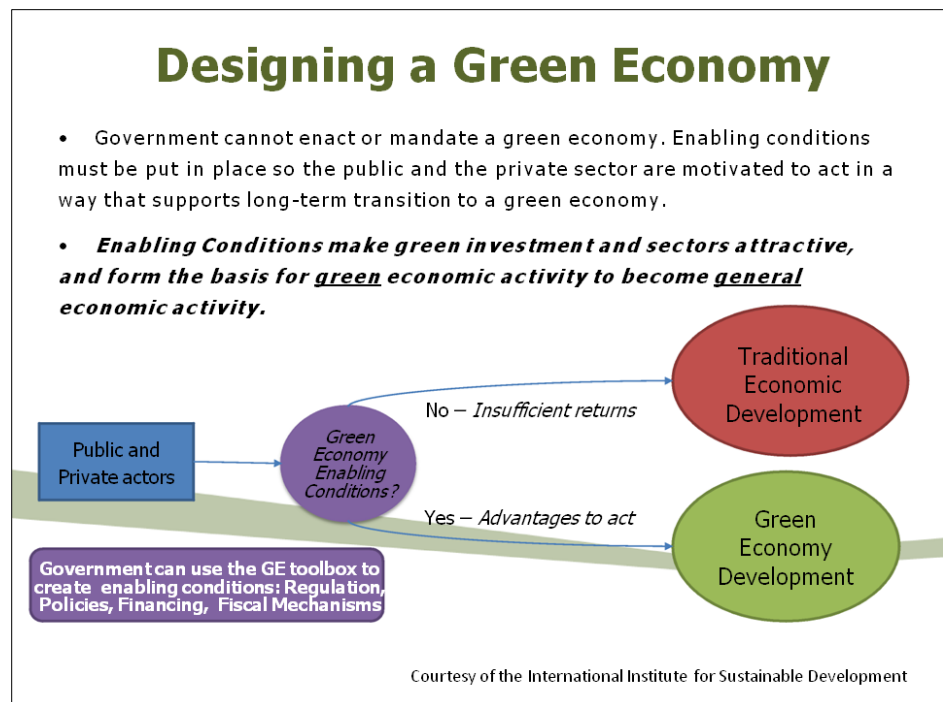 Designing a Green Economy
• Government cannot enact or mandate a green economy. Enabling conditions
must be put in place so the public and the private sector are motivated to act in a
way that supports long-term transition to a green economy.
• Enabling Conditions make green investment and sectors attractive,
and form the basis for green economic activity to become general
economic activity.
Traditional
Economic
Development
No – Insufficient returns
Green
Economy
Enabling
Conditions?
Public and
Private actors
Yes – Advantages to act
Green
Economy
Development
Government can use the GE toolbox to
create enabling conditions: Regulation,
Policies, Financing, Fiscal Mechanisms
Courtesy of the International Institute for Sustainable Development